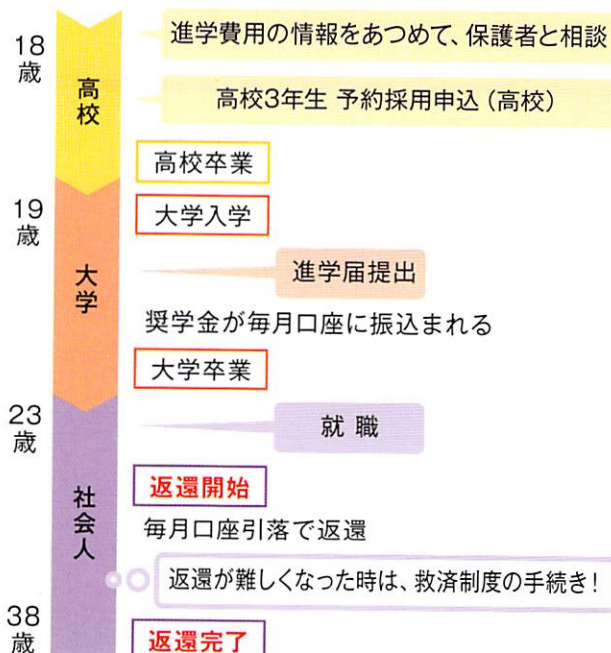 18
歳
進学費用の情報をあつめて、保護者と相談
高校
高校3年生 予約採用申込（高校）
高校卒業
19
歳
大学入学
大学
進学届提出
奨学金が毎月口座に振込まれる
大学卒業
23
歳
就職
社会人
返還開始
毎月口座引落で返還
返還が難しくなった時は、救済制度の手続き！
38
歳
返還完了